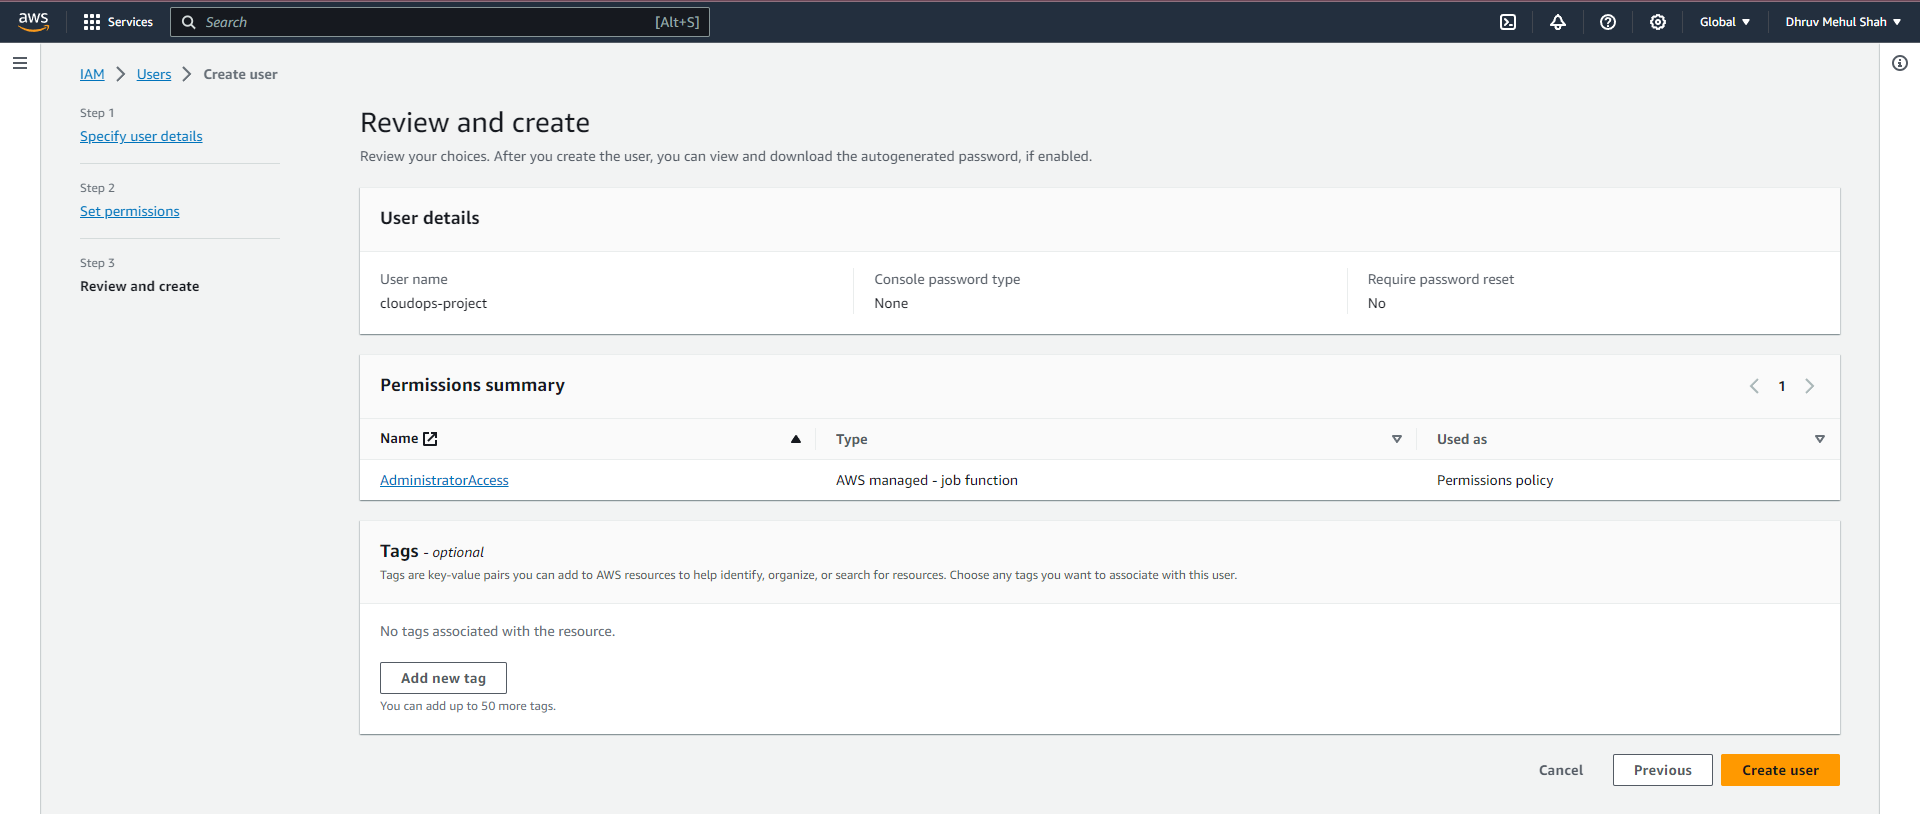 aws Services Search [Alt+S] Global Dhruv Mehul Shah
IAM Users Create user
Step 1
Specify user details
Step 2
Set permissions
Step 3
Review and create
Review and create
Review your choices. After you create the user, you can view and download the autogenerated password, if enabled.
User details
User name Console password type Require password reset
cloudops-project None No
Permissions summary 1
Name Type Used as
AdministratorAccess AWS managed - job function Permissions policy
Tags - optional
Tags are key-value pairs you can add to AWS resources to help identify, organize, or search for resources. Choose any tags you want to associate with this user.
No tags associated with the resource.
Add new tag
You can add up to 50 more tags.
Cancel Previous Create user